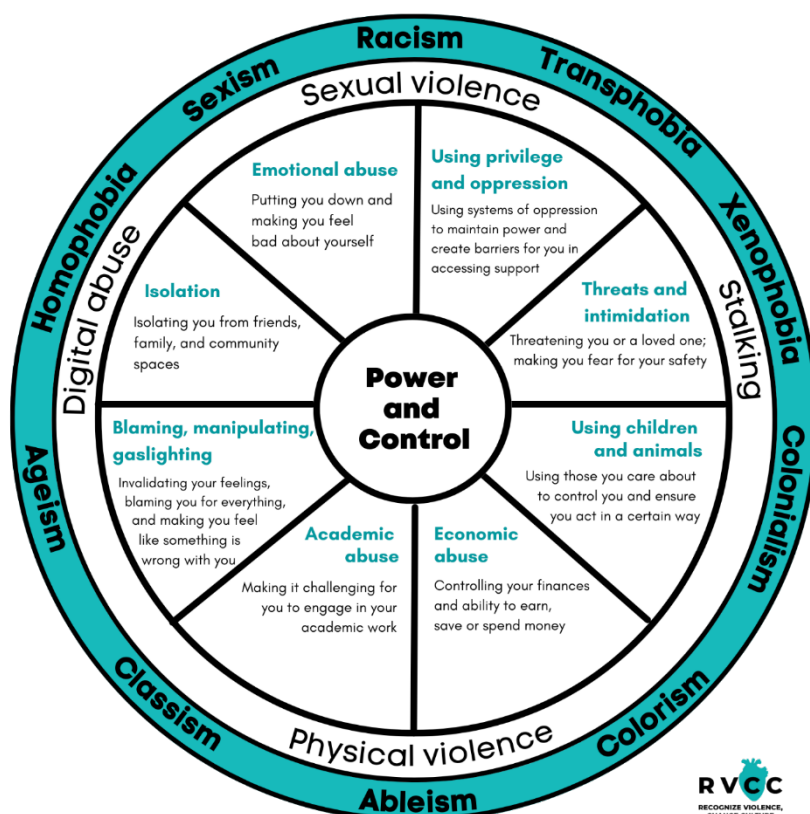 Racism
Transphobia
Xenophobia
Colonialism
Colorism
Ableism
Classism
Ageism
Homophobia
Sexism
Sexual violence
Stalking
Physical violence
Digital abuse
Emotional abuse
Putting you down and
making you feel
bad about yourself
Using privilege
and oppression
Using systems of oppression
to maintain power and
create barriers for you in
accessing support
Threats and
intimidation
Threatening you or a loved one;
making you fear for your safety
Using children
and animals
Using those you care about
to control you and ensure
you act in a certain way
Economic
abuse
Controlling your finances
and ability to earn,
save or spend money
Academic
abuse
Making it challenging for
you to engage in your
academic work
Blaming, manipulating,
gaslighting
Invalidating your feelings,
blaming you for everything,
and making you feel
like something is
wrong with you
Isolation
Isolating you from friends,
family, and community
spaces
Power
and
Control
RVCC
RECOGNIZE VIOLENCE,
CHANGE CULTURE